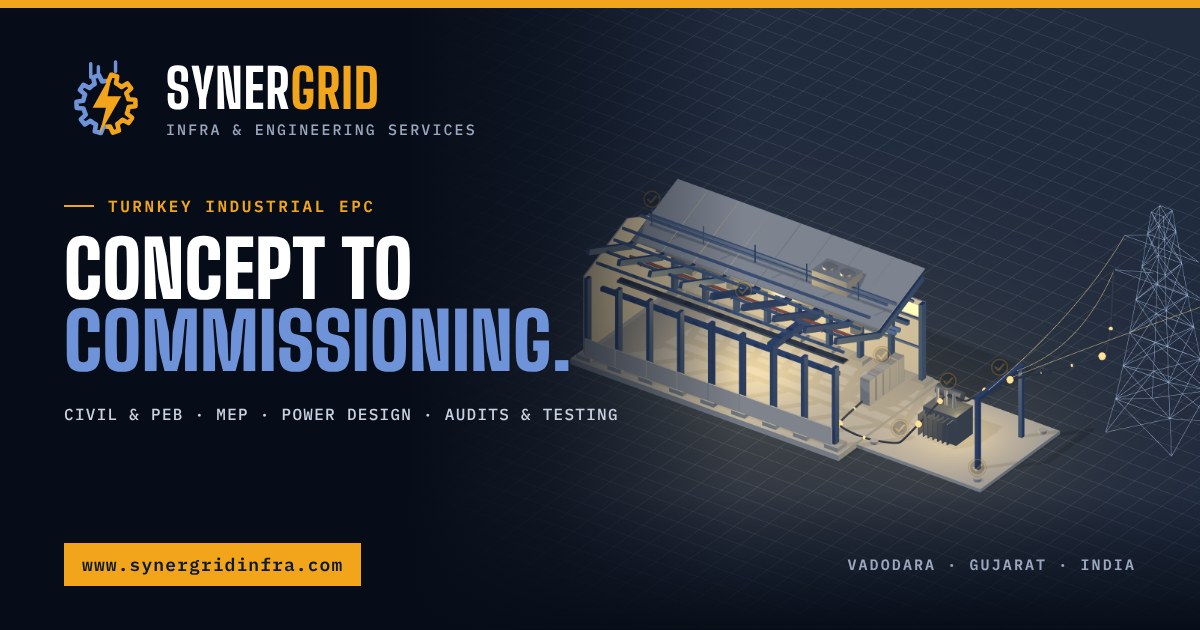 SYNERGRID
INFRA & ENGINEERING SERVICES
TURNKEY INDUSTRIAL EPC
CONCEPT TO
COMMISSIONING.
CIVIL & PEB · MEP · POWER DESIGN · AUDITS & TESTING
www.synergridinfra.com
VADODARA · GUJARAT · INDIA